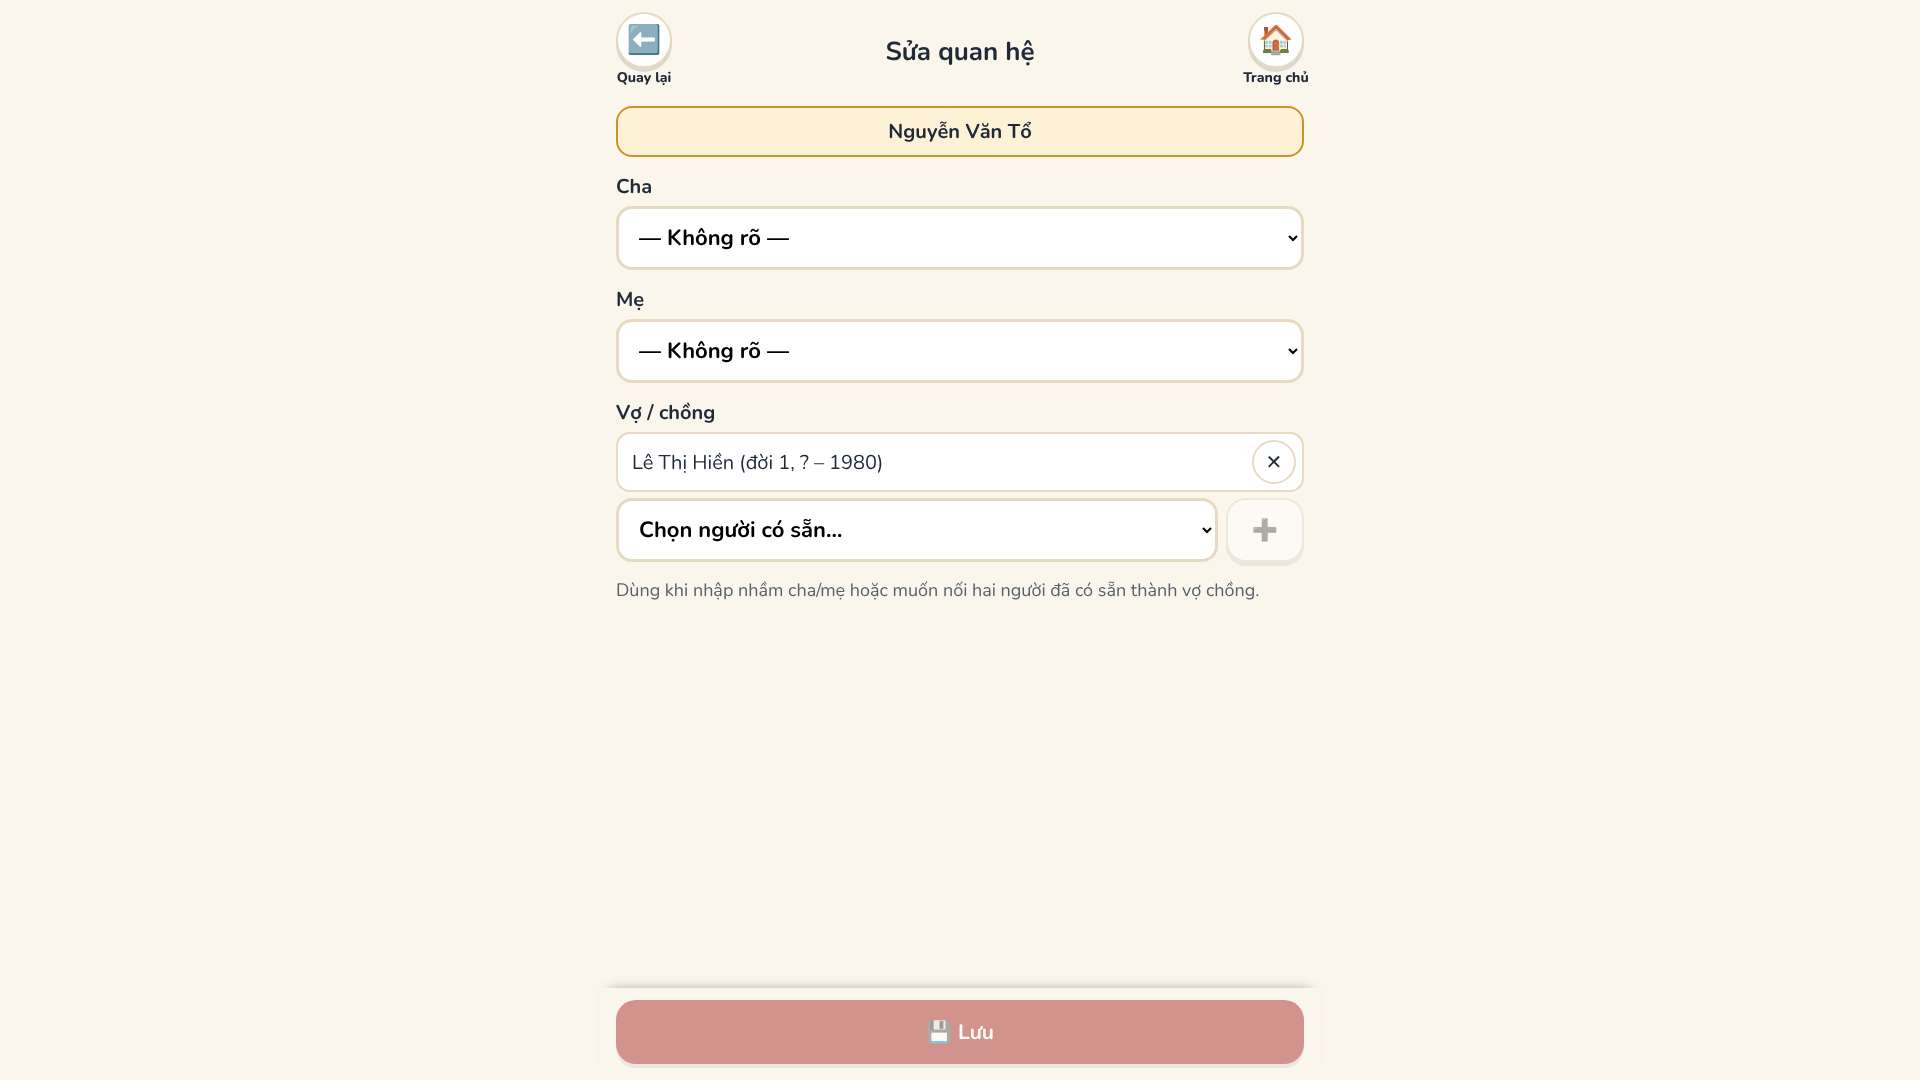 Quay lại
Sửa quan hệ
Trang chủ
Nguyễn Văn Tổ
Cha
— Không rõ —
Mẹ
— Không rõ —
Vợ / chồng
Lê Thị Hiền (đời 1, ? – 1980)
Chọn người có sẵn...
Dùng khi nhập nhầm cha/mẹ hoặc muốn nối hai người đã có sẵn thành vợ chồng.
Lưu